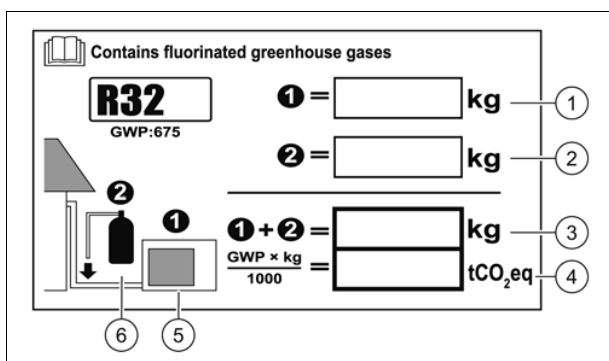 Contains fluorinated greenhouse gases
R32
GWP:675
❶ = kg 1
❷ = kg 2
❶ + ❷ = kg 3
GWP × kg
1000
= tCO₂eq 4
❷
❶
6
5